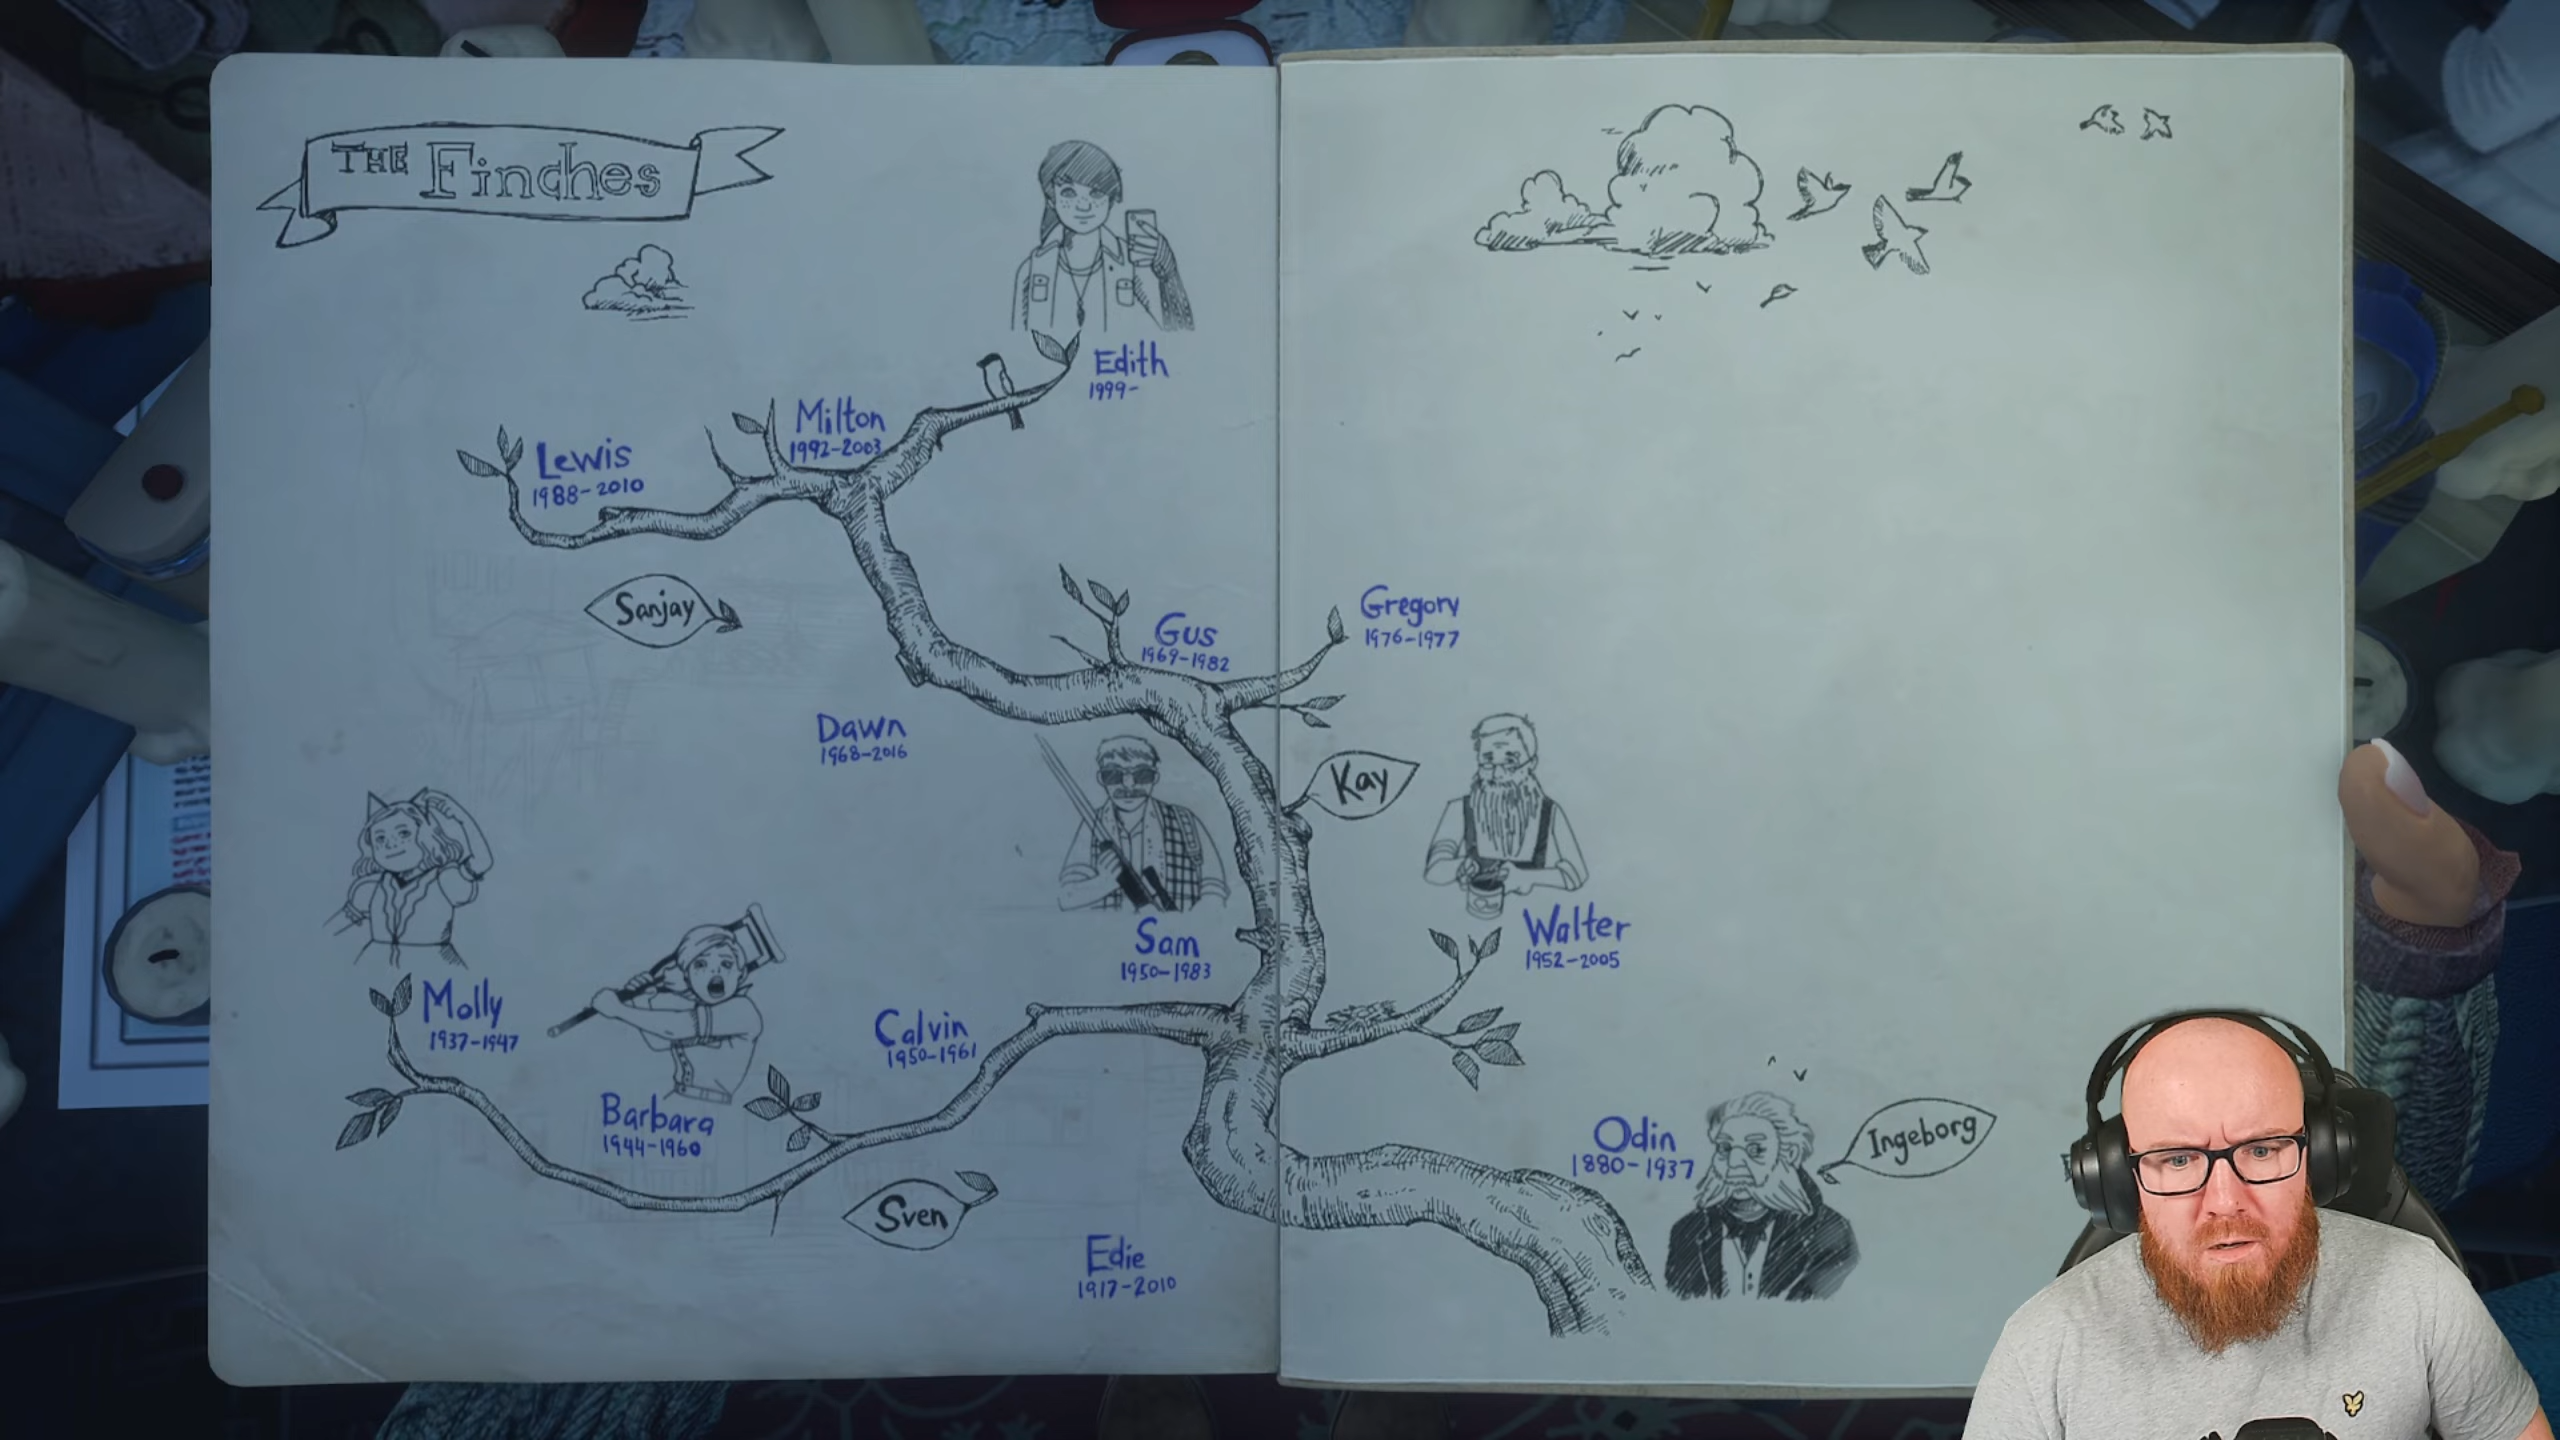 THE Finches
Edith
1999-
Milton
1992-2003
Lewis
1988-2010
Sanjay
Gus
1969-1982
Gregory
1976-1977
Dawn
1968-2016
Kay
Sam
1950-1983
Walter
1952-2005
Molly
1937-1947
Calvin
1950-1961
Barbara
1944-1960
Odin
1880-1937
Ingeborg
Sven
Edie
1917-2010